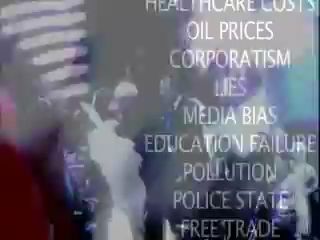 HEALTHCARE COSTS
OIL PRICES
CORPORATISM
LIES
MEDIA BIAS
EDUCATION FAILURE
POLLUTION
POLICE STATE
FREE TRADE